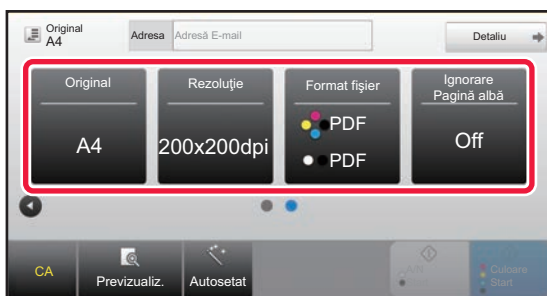 Original
A4
Adresa
Adresă E-mail
Detaliu
Original
A4
Rezoluţie
200x200dpi
Format fişier
PDF
PDF
Ignorare
Pagină albă
Off
CA
Previzualiz.
Autosetat
A/N
Start
Culoare
Start